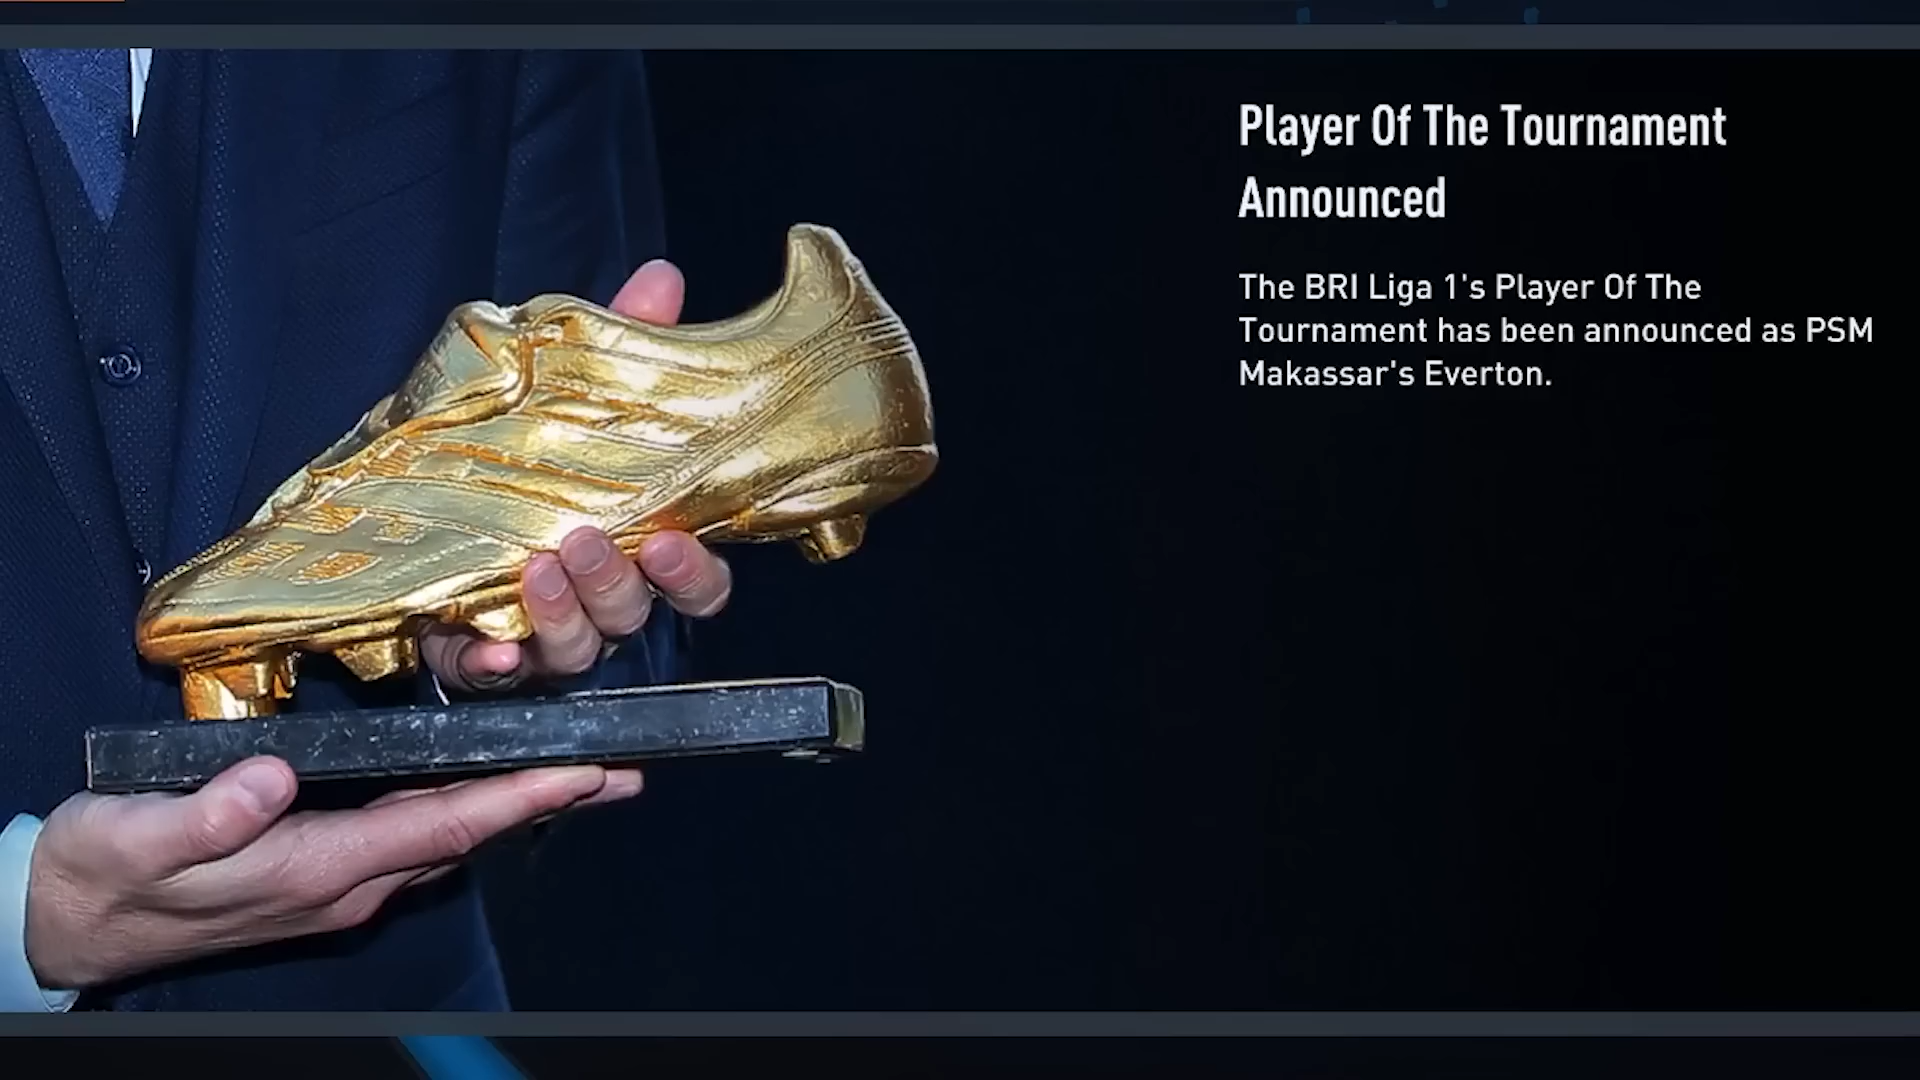 Player Of The Tournament
Announced
The BRI Liga 1's Player Of The
Tournament has been announced as PSM
Makassar's Everton.